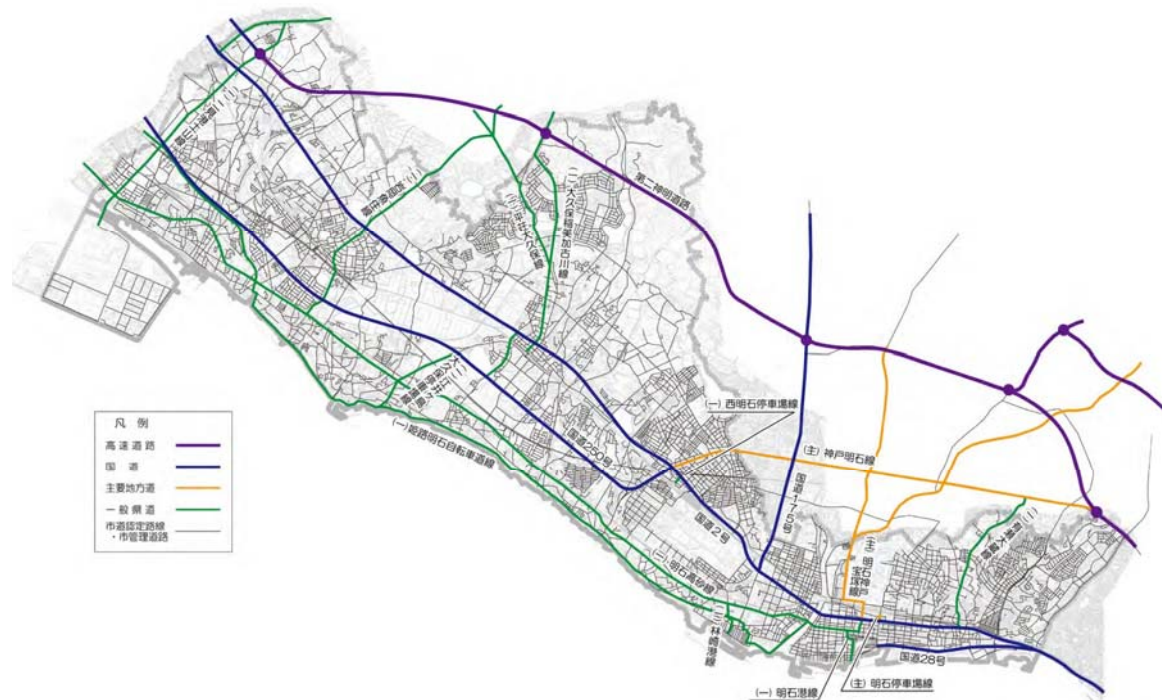 第二神明道路
(一) 大久保稲美加古川線
(一) 西明石停車場線
(主) 神戸明石線
国道175号
国道250号
国道2号
(一) 姫路明石自転車道線
(一) 明石高砂線
(主) 明石神戸
宝塚線
(一) 林崎港線
国道28号
(一) 明石港線
(主) 明石停車場線
凡 例
高速道路
国 道
主要地方道
一般県道
市道認定路線
・市管理道路